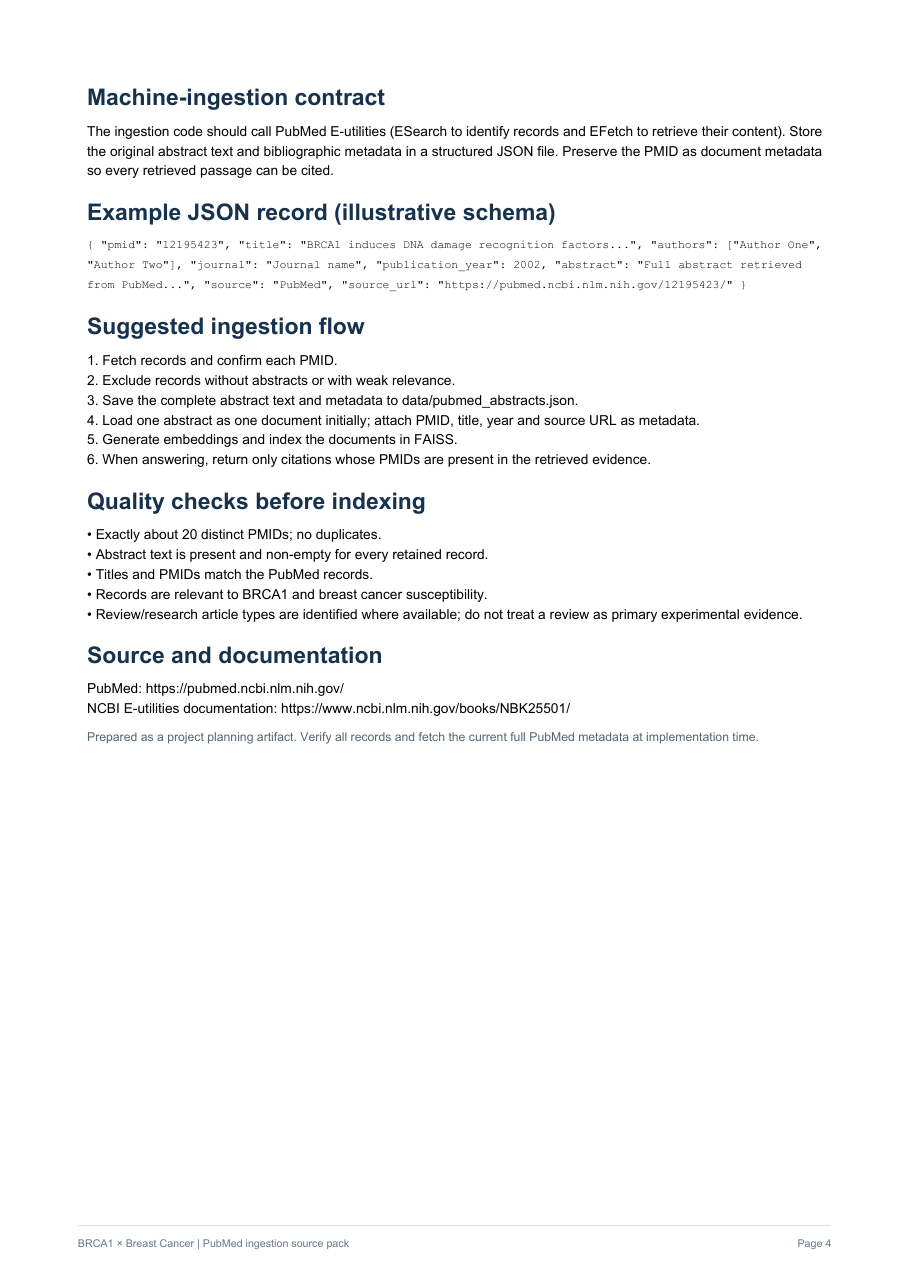 Machine-ingestion contract
The ingestion code should call PubMed E-utilities (ESearch to identify records and EFetch to retrieve their content). Store
the original abstract text and bibliographic metadata in a structured JSON file. Preserve the PMID as document metadata
so every retrieved passage can be cited.
Example JSON record (illustrative schema)
{ "pmid": "12195423", "title": "BRCA1 induces DNA damage recognition factors...", "authors": ["Author One",
"Author Two"], "journal": "Journal name", "publication_year": 2002, "abstract": "Full abstract retrieved
from PubMed...", "source": "PubMed", "source_url": "https://pubmed.ncbi.nlm.nih.gov/12195423/" }
Suggested ingestion flow
1. Fetch records and confirm each PMID.
2. Exclude records without abstracts or with weak relevance.
3. Save the complete abstract text and metadata to data/pubmed_abstracts.json.
4. Load one abstract as one document initially; attach PMID, title, year and source URL as metadata.
5. Generate embeddings and index the documents in FAISS.
6. When answering, return only citations whose PMIDs are present in the retrieved evidence.
Quality checks before indexing
• Exactly about 20 distinct PMIDs; no duplicates.
• Abstract text is present and non-empty for every retained record.
• Titles and PMIDs match the PubMed records.
• Records are relevant to BRCA1 and breast cancer susceptibility.
• Review/research article types are identified where available; do not treat a review as primary experimental evidence.
Source and documentation
PubMed: https://pubmed.ncbi.nlm.nih.gov/
NCBI E-utilities documentation: https://www.ncbi.nlm.nih.gov/books/NBK25501/
Prepared as a project planning artifact. Verify all records and fetch the current full PubMed metadata at implementation time.
BRCA1 × Breast Cancer | PubMed ingestion source pack
Page 4